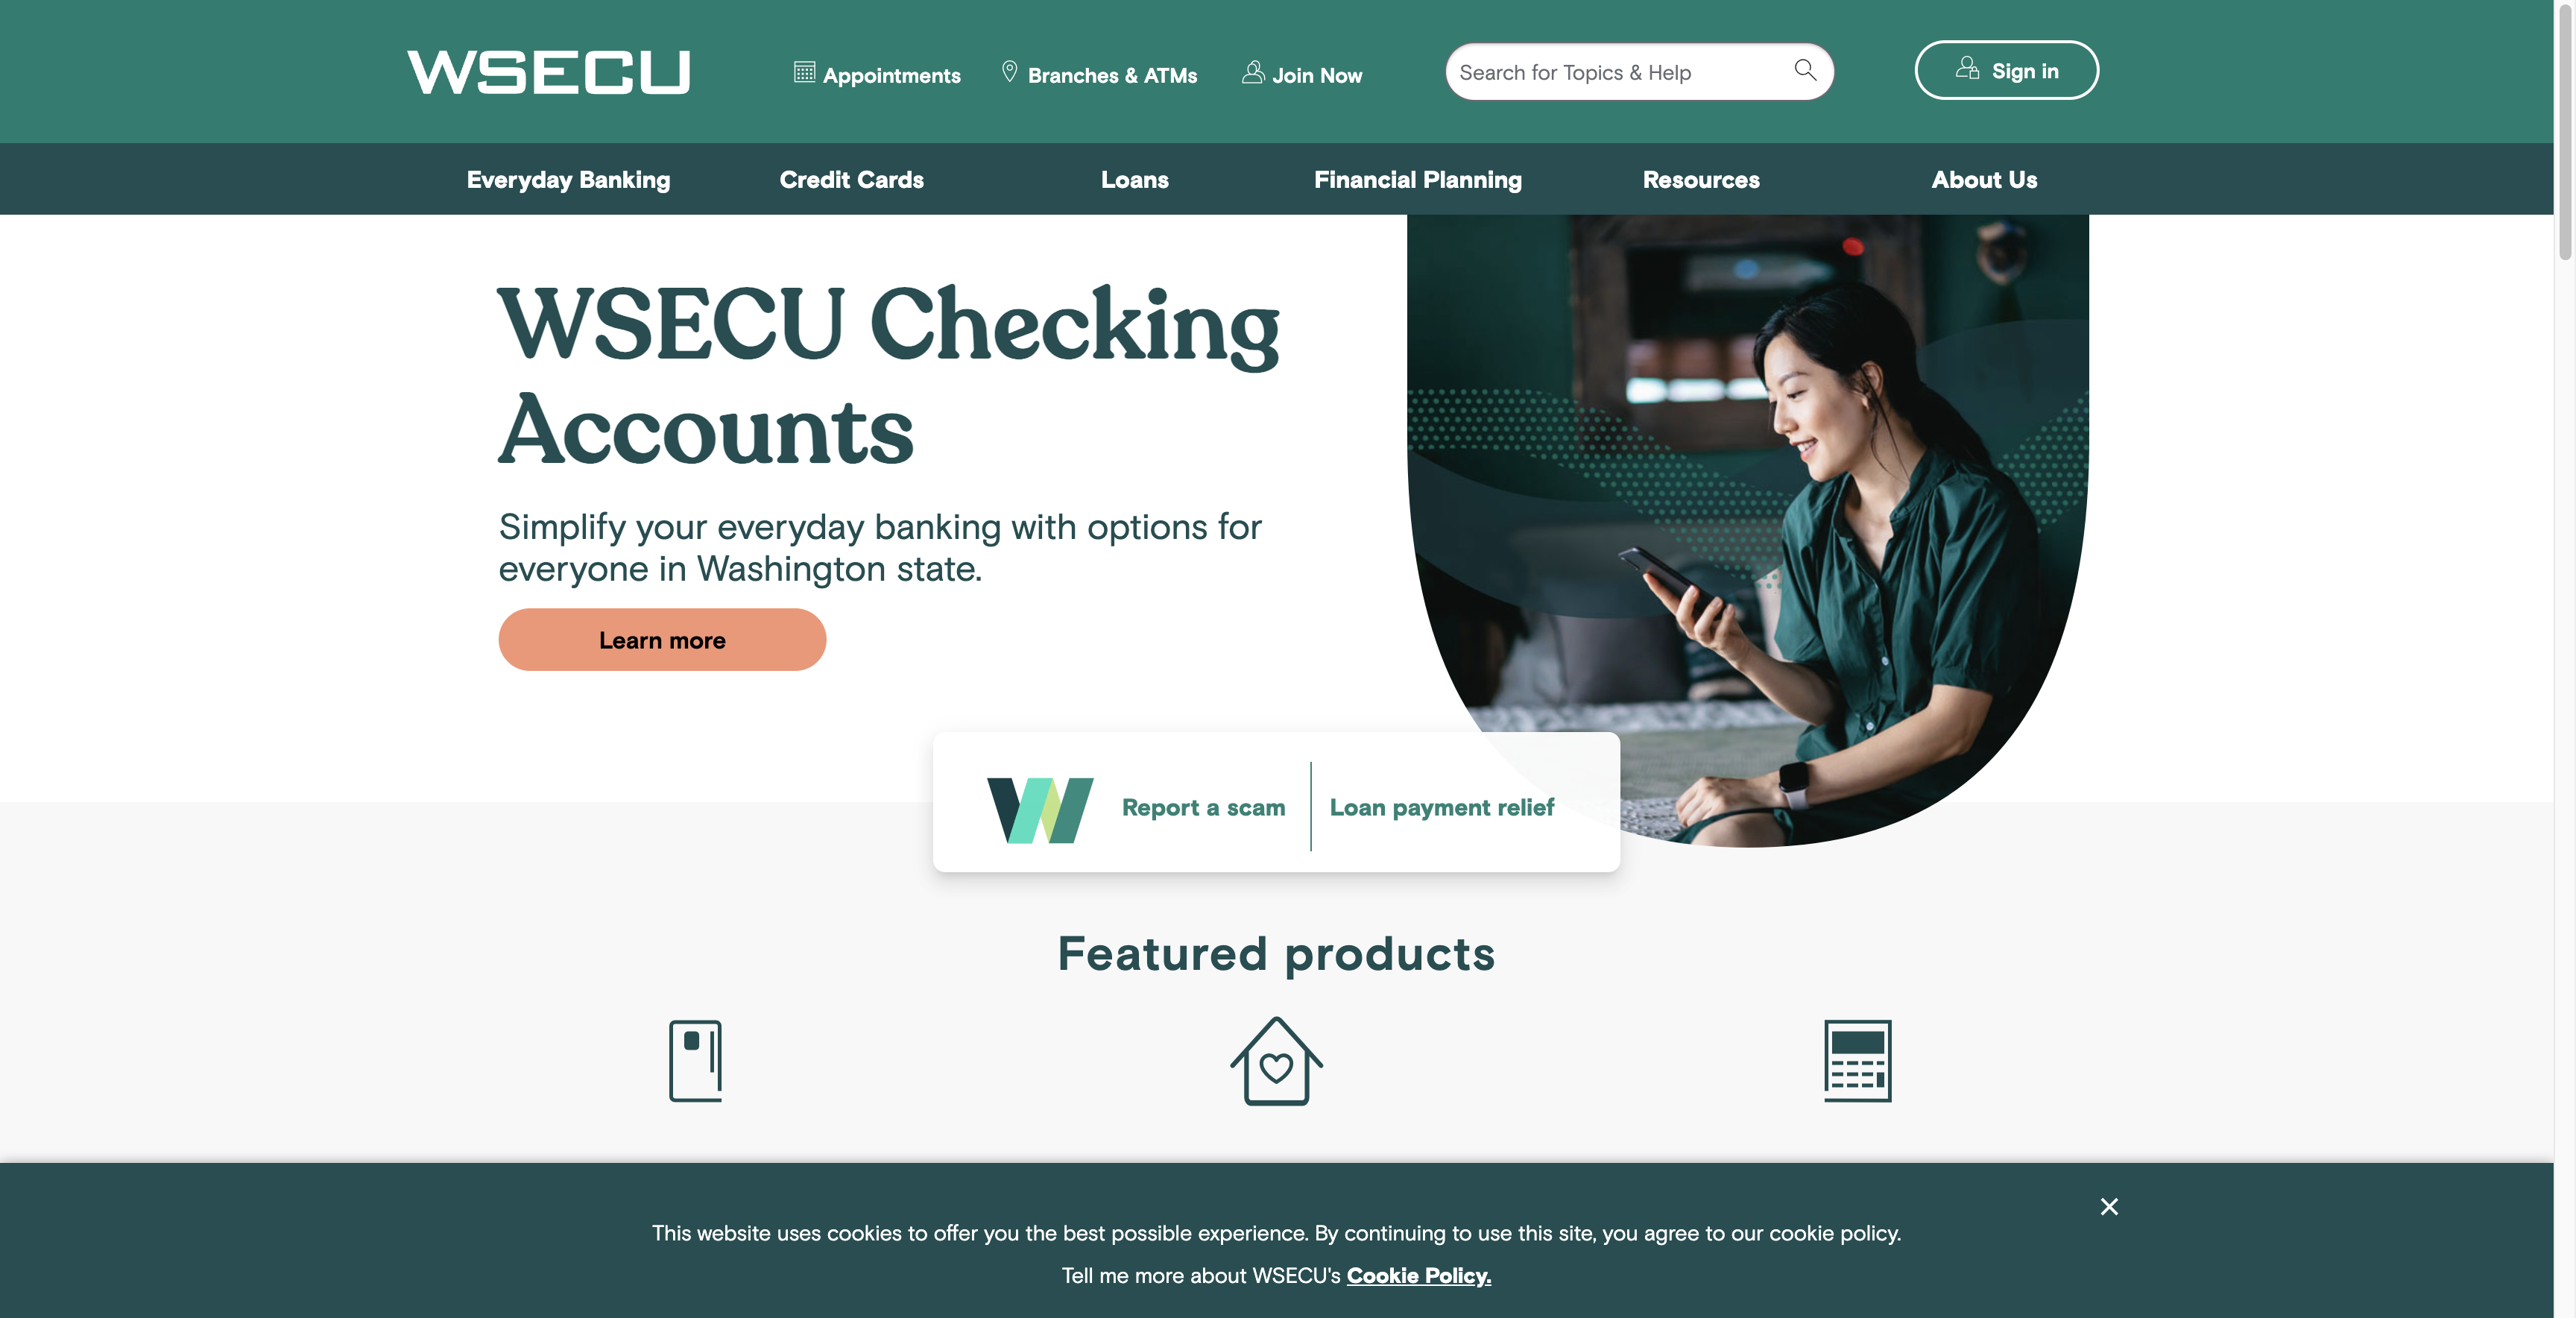 WSECU
Appointments
Branches & ATMs
Join Now
Search for Topics & Help
Sign in
Everyday Banking
Credit Cards
Loans
Financial Planning
Resources
About Us
WSECU Checking
Accounts
Simplify your everyday banking with options for
everyone in Washington state.
Learn more
Report a scam
Loan payment relief
Featured products
This website uses cookies to offer you the best possible experience. By continuing to use this site, you agree to our cookie policy.
Tell me more about WSECU's Cookie Policy.